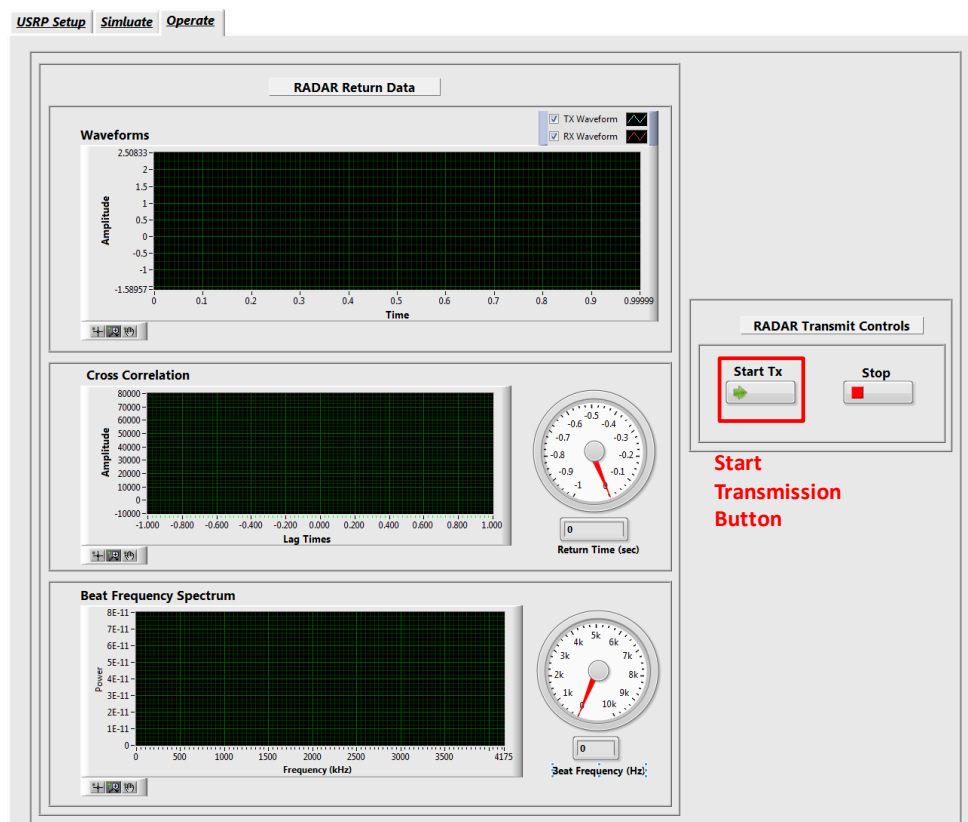 USRP Setup Simluate Operate
RADAR Return Data
TX Waveform
RX Waveform
Waveforms
2.50833
2
1.5
1
0.5
0
-0.5
-1
-1.58957
Amplitude
0 0.1 0.2 0.3 0.4 0.5 0.6 0.7 0.8 0.9 0.99999
Time
Cross Correlation
80000
70000
60000
50000
40000
30000
20000
10000
0
-10000
Amplitude
-1.000 -0.800 -0.600 -0.400 -0.200 0.000 0.200 0.400 0.600 0.800 1.000
Lag Times
-1 -0.9 -0.8 -0.7 -0.6 -0.5 -0.4 -0.3 -0.2 -0.1 0
0
Return Time (sec)
Beat Frequency Spectrum
8E-11
7E-11
6E-11
5E-11
4E-11
3E-11
2E-11
1E-11
0
Power
0 500 1000 1500 2000 2500 3000 3500 4175
Frequency (kHz)
0 1k 2k 3k 4k 5k 6k 7k 8k 9k 10k
0
Beat Frequency (Hz)
RADAR Transmit Controls
Start Tx Stop
Start
Transmission
Button